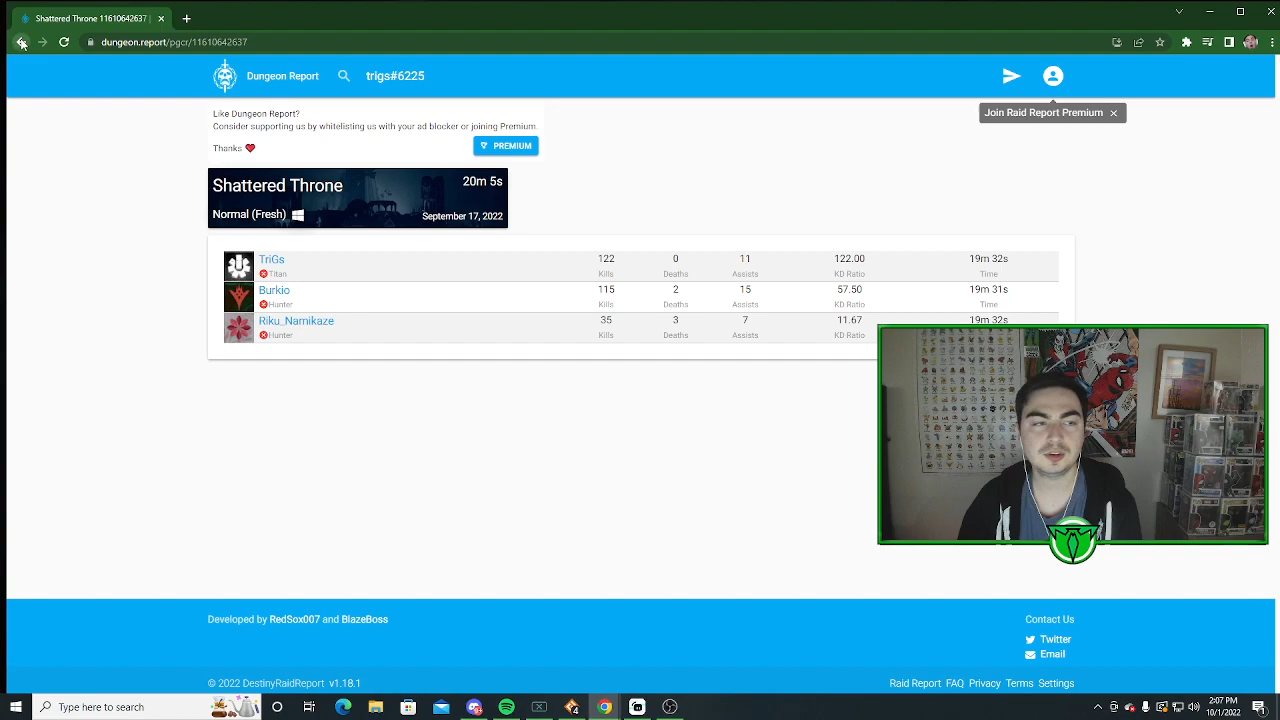 Shattered Throne 11610642637
dungeon.report/pgcr/11610642637
Dungeon Report
trigs#6225
Join Raid Report Premium
Like Dungeon Report?
Consider supporting us by whitelisting us with your ad blocker or joining Premium.
Thanks
PREMIUM
Shattered Throne
20m 5s
Normal (Fresh)
September 17, 2022
TriGs 122 0 11 122.00 19m 32s
Titan Kills Deaths Assists KD Ratio Time
Burkio 115 2 15 57.50 19m 31s
Hunter Kills Deaths Assists KD Ratio Time
Riku_Namikaze 35 3 7 11.67 19m 32s
Hunter Kills Deaths Assists KD Ratio
Developed by RedSox007 and BlazeBoss
Contact Us
Twitter
Email
© 2022 DestinyRaidReport v1.18.1
Raid Report FAQ Privacy Terms Settings
Type here to search
2:07 PM
10/1/2022